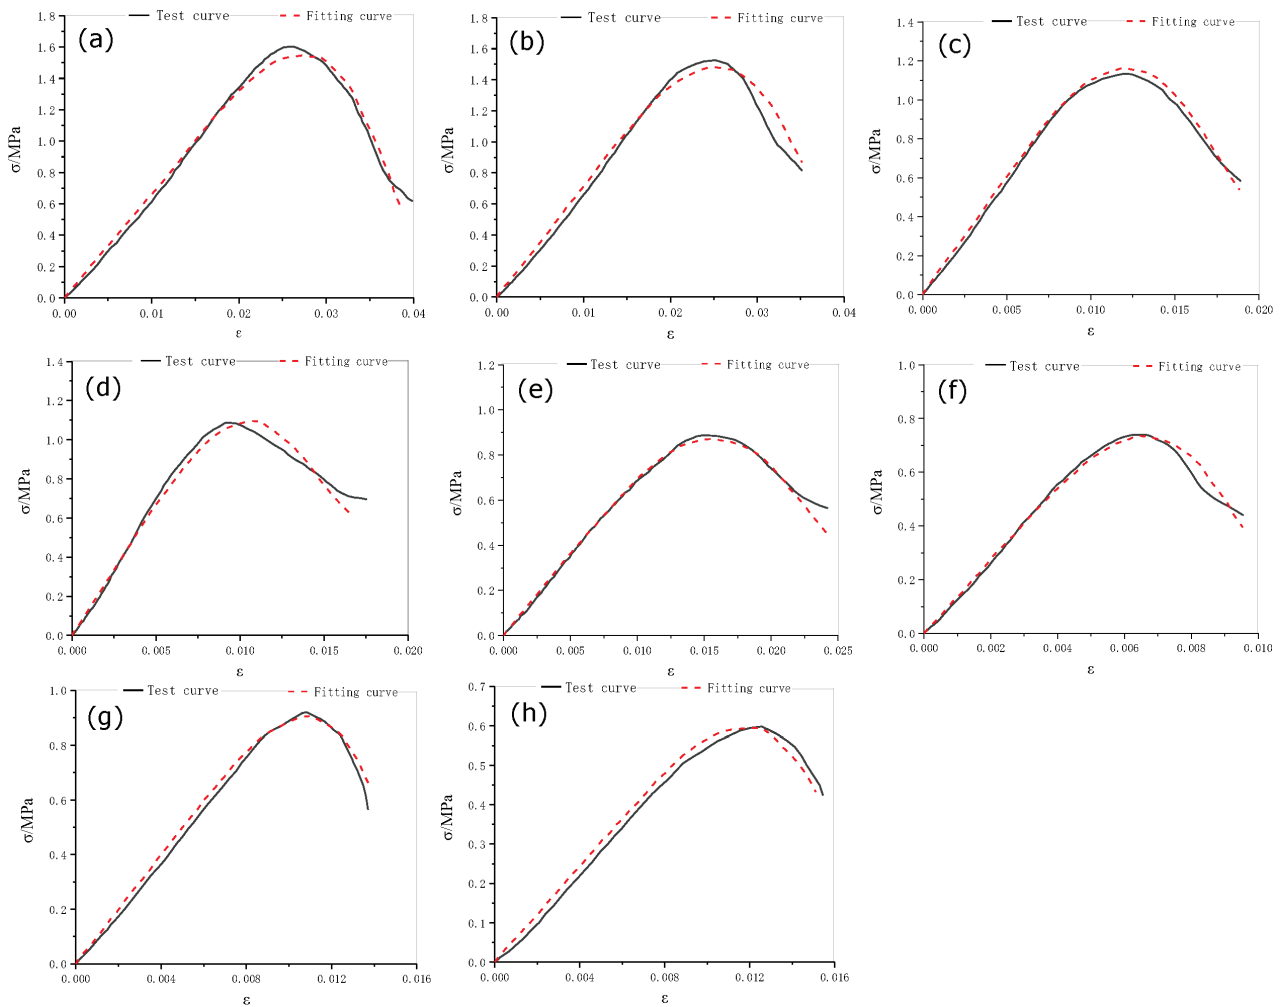 Test curve Fitting curve
(a)
1.8
1.6
1.4
1.2
1.0
0.8
0.6
0.4
0.2
0.0
σ/MPa
0.00 0.01 0.02 0.03 0.04
ε
Test curve Fitting curve
(b)
1.8
1.6
1.4
1.2
1.0
0.8
0.6
0.4
0.2
0.0
σ/MPa
0.00 0.01 0.02 0.03 0.04
ε
Test curve Fitting curve
(c)
1.4
1.2
1.0
0.8
0.6
0.4
0.2
0.0
σ/MPa
0.000 0.005 0.010 0.015 0.020
ε
Test curve Fitting curve
(d)
1.4
1.2
1.0
0.8
0.6
0.4
0.2
0.0
σ/MPa
0.000 0.005 0.010 0.015 0.020
ε
Test curve Fitting curve
(e)
1.2
1.0
0.8
0.6
0.4
0.2
0.0
σ/MPa
0.000 0.005 0.010 0.015 0.020 0.025
ε
Test curve Fitting curve
(f)
1.0
0.8
0.6
0.4
0.2
0.0
σ/MPa
0.000 0.002 0.004 0.006 0.008 0.010
ε
Test curve Fitting curve
(g)
1.0
0.8
0.6
0.4
0.2
0.0
σ/MPa
0.000 0.004 0.008 0.012 0.016
ε
Test curve Fitting curve
(h)
0.7
0.6
0.5
0.4
0.3
0.2
0.1
0.0
σ/MPa
0.000 0.004 0.008 0.012 0.016
ε